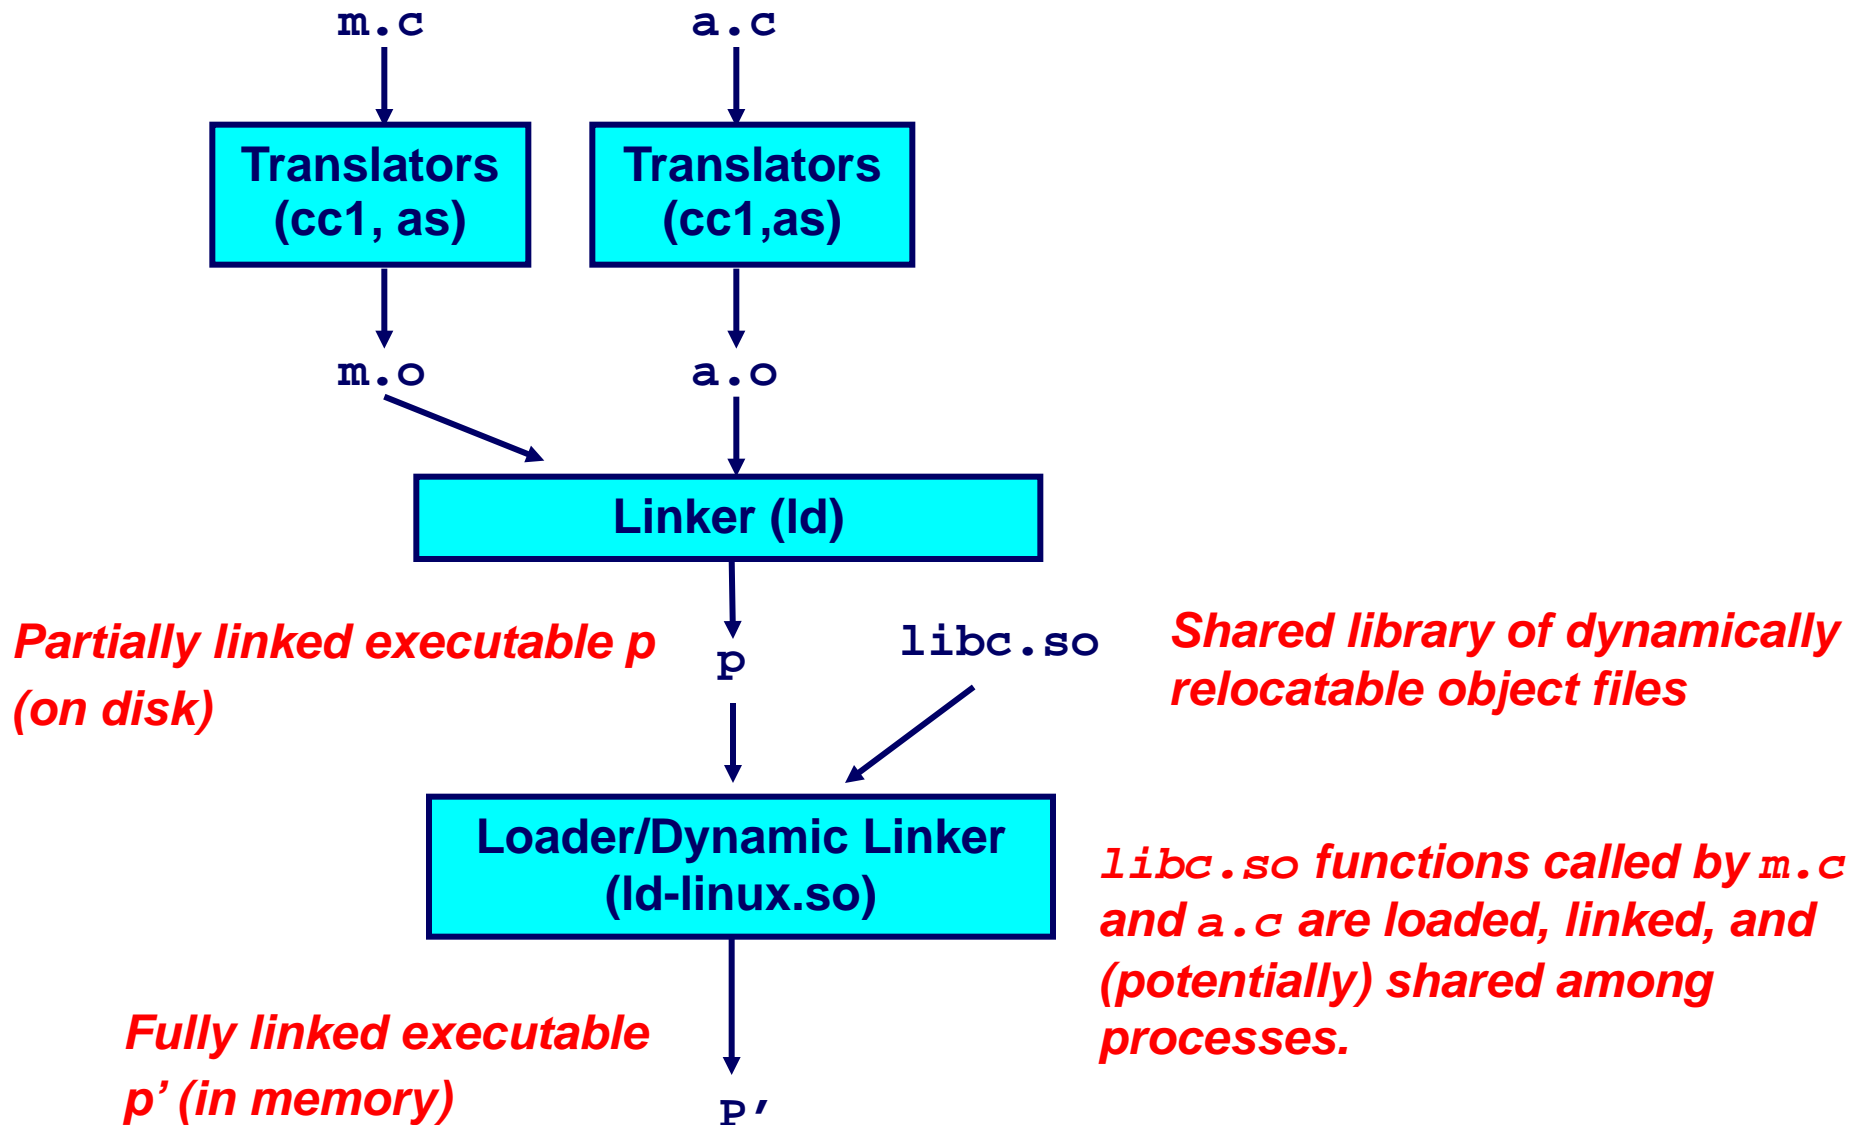 m.c
a.c
Translators
(cc1, as)
Translators
(cc1,as)
m.o
a.o
Linker (ld)
Partially linked executable p
(on disk)
p
libc.so
Shared library of dynamically
relocatable object files
Loader/Dynamic Linker
(ld-linux.so)
libc.so functions called by m.c
and a.c are loaded, linked, and
(potentially) shared among
processes.
Fully linked executable
p’ (in memory)
P’